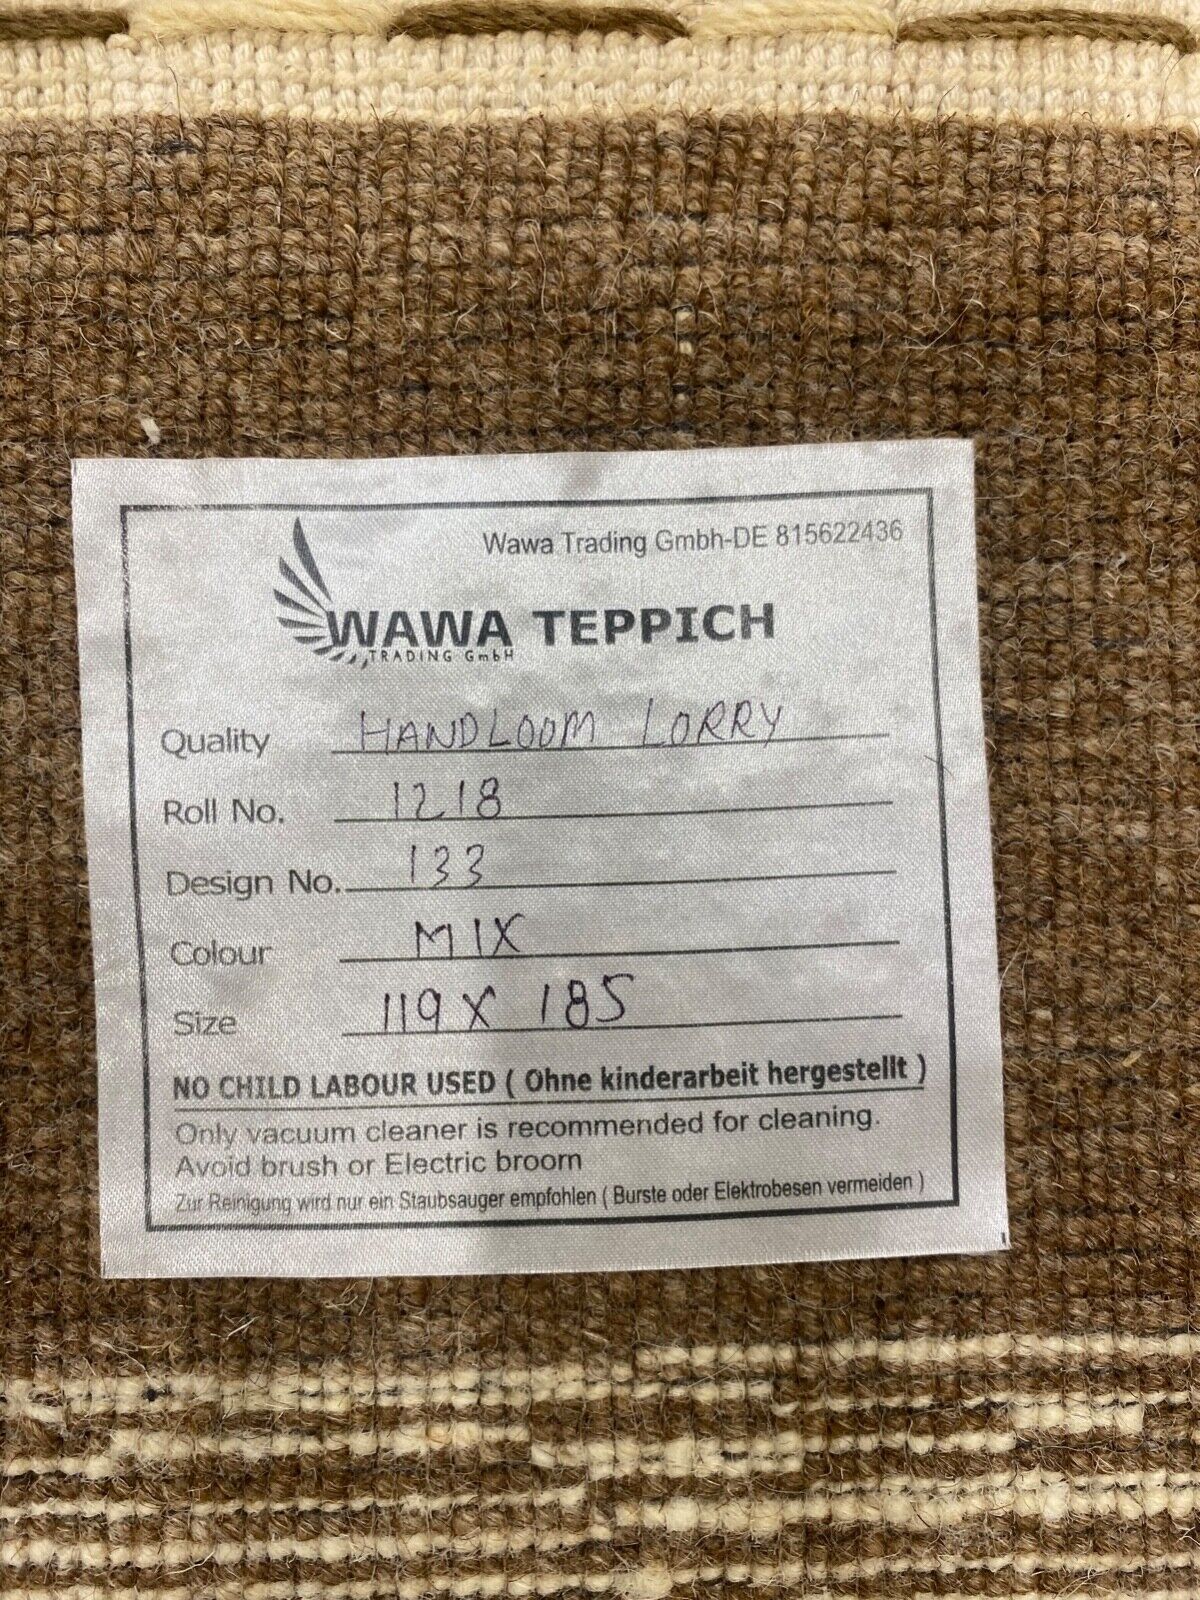 Wawa Trading Gmbh-DE 815622436
WAWA TEPPICH
TRADING GmbH
Quality HANDLOOM LORRY
Roll No. 1218
Design No. 133
Colour MIX
Size 119 X 185
NO CHILD LABOUR USED ( Ohne kinderarbeit hergestellt )
Only vacuum cleaner is recommended for cleaning.
Avoid brush or Electric broom
Zur Reinigung wird nur ein Staubsauger empfohlen ( Burste oder Elektrobesen vermeiden )